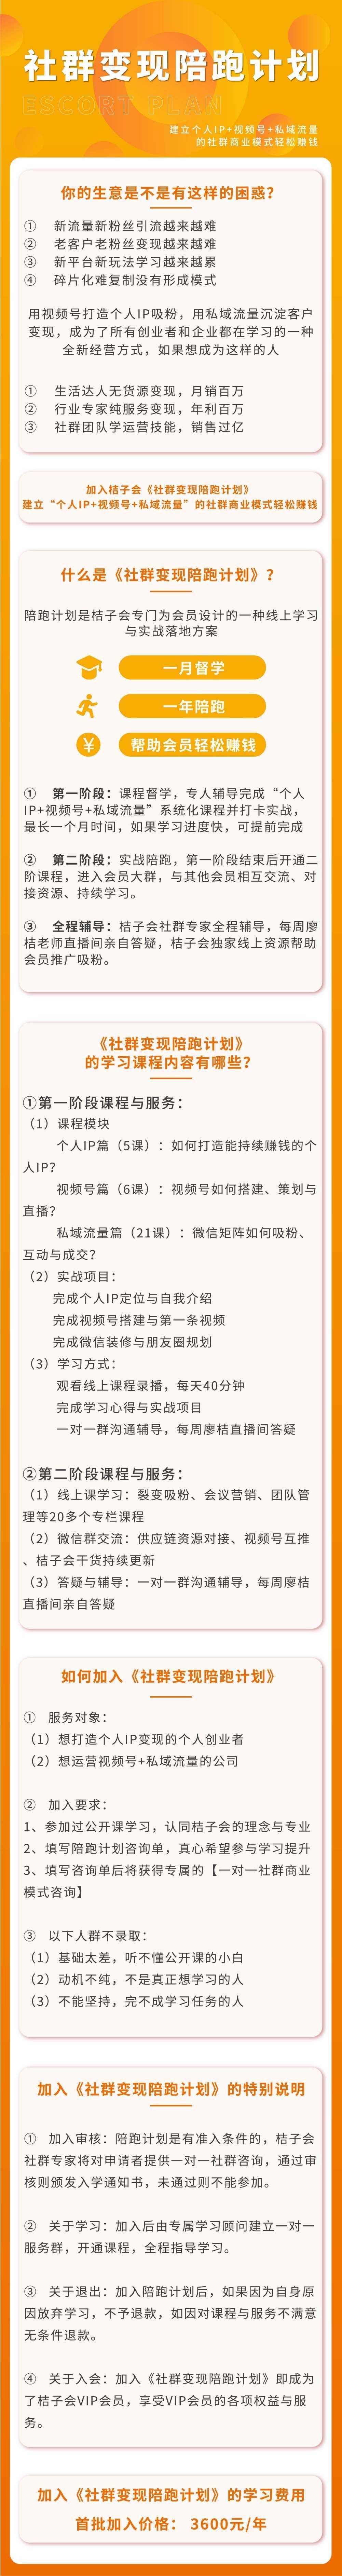 社群变现陪跑计划
ESCORT PLAN
建立个人IP+视频号+私域流量
的社群商业模式轻松赚钱
你的生意是不是有这样的困惑？
① 新流量新粉丝引流越来越难
② 老客户老粉丝变现越来越难
③ 新平台新玩法学习越来越累
④ 碎片化难复制没有形成模式
用视频号打造个人IP吸粉，用私域流量沉淀客户
变现，成为了所有创业者和企业都在学习的一种
全新经营方式，如果想成为这样的人
① 生活达人无货源变现，月销百万
② 行业专家纯服务变现，年利百万
③ 社群团队学运营技能，销售过亿
加入桔子会《社群变现陪跑计划》
建立“个人IP+视频号+私域流量”的社群商业模式轻松赚钱
什么是《社群变现陪跑计划》？
陪跑计划是桔子会专门为会员设计的一种线上学习
与实战落地方案
一月督学
一年陪跑
¥ 帮助会员轻松赚钱
① 第一阶段：课程督学，专人辅导完成“个人
IP+视频号+私域流量”系统化课程并打卡实战，
最长一个月时间，如果学习进度快，可提前完成
② 第二阶段：实战陪跑，第一阶段结束后开通二
阶课程，进入会员大群，与其他会员相互交流、对
接资源、持续学习。
③ 全程辅导：桔子会社群专家全程辅导，每周廖
桔老师直播间亲自答疑，桔子会独家线上资源帮助
会员推广吸粉。
《社群变现陪跑计划》
的学习课程内容有哪些？
①第一阶段课程与服务：
（1）课程模块
个人IP篇（5课）：如何打造能持续赚钱的个
人IP？
视频号篇（6课）：视频号如何搭建、策划与
直播？
私域流量篇（21课）：微信矩阵如何吸粉、
互动与成交？
（2）实战项目：
完成个人IP定位与自我介绍
完成视频号搭建与第一条视频
完成微信装修与朋友圈规划
（3）学习方式：
观看线上课程录播，每天40分钟
完成学习心得与实战项目
一对一群沟通辅导，每周廖桔直播间答疑
②第二阶段课程与服务：
（1）线上课学习：裂变吸粉、会议营销、团队管
理等20多个专栏课程
（2）微信群交流：供应链资源对接、视频号互推
、桔子会干货持续更新
（3）答疑与辅导：一对一群沟通辅导，每周廖桔
直播间亲自答疑
如何加入《社群变现陪跑计划》
① 服务对象：
（1）想打造个人IP变现的个人创业者
（2）想运营视频号+私域流量的公司
② 加入要求：
1、参加过公开课学习，认同桔子会的理念与专业
2、填写陪跑计划咨询单，真心希望参与学习提升
3、填写咨询单后将获得专属的【一对一社群商业
模式咨询】
③ 以下人群不录取：
（1）基础太差，听不懂公开课的小白
（2）动机不纯，不是真正想学习的人
（3）不能坚持，完不成学习任务的人
加入《社群变现陪跑计划》的特别说明
① 加入审核：陪跑计划是有准入条件的，桔子会
社群专家将对申请者提供一对一社群咨询，通过审
核则颁发入学通知书，未通过则不能参加。
② 关于学习：加入后由专属学习顾问建立一对一
服务群，开通课程，全程指导学习。
③ 关于退出：加入陪跑计划后，如果因为自身原
因放弃学习，不予退款，如因对课程与服务不满意
无条件退款。
④ 关于入会：加入《社群变现陪跑计划》即成为
了桔子会VIP会员，享受VIP会员的各项权益与服
务。
加入《社群变现陪跑计划》的学习费用
首批加入价格： 3600元/年